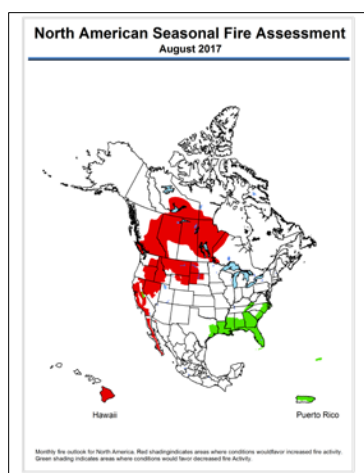 North American Seasonal Fire Assessment
August 2017
Hawaii
Puerto Rico
Monthly fire outlook for North America. Red shadingindicates areas where conditions wouldfavor increased fire activity.
Green shading indicates areas where conditions would favor decreased fire Activity.